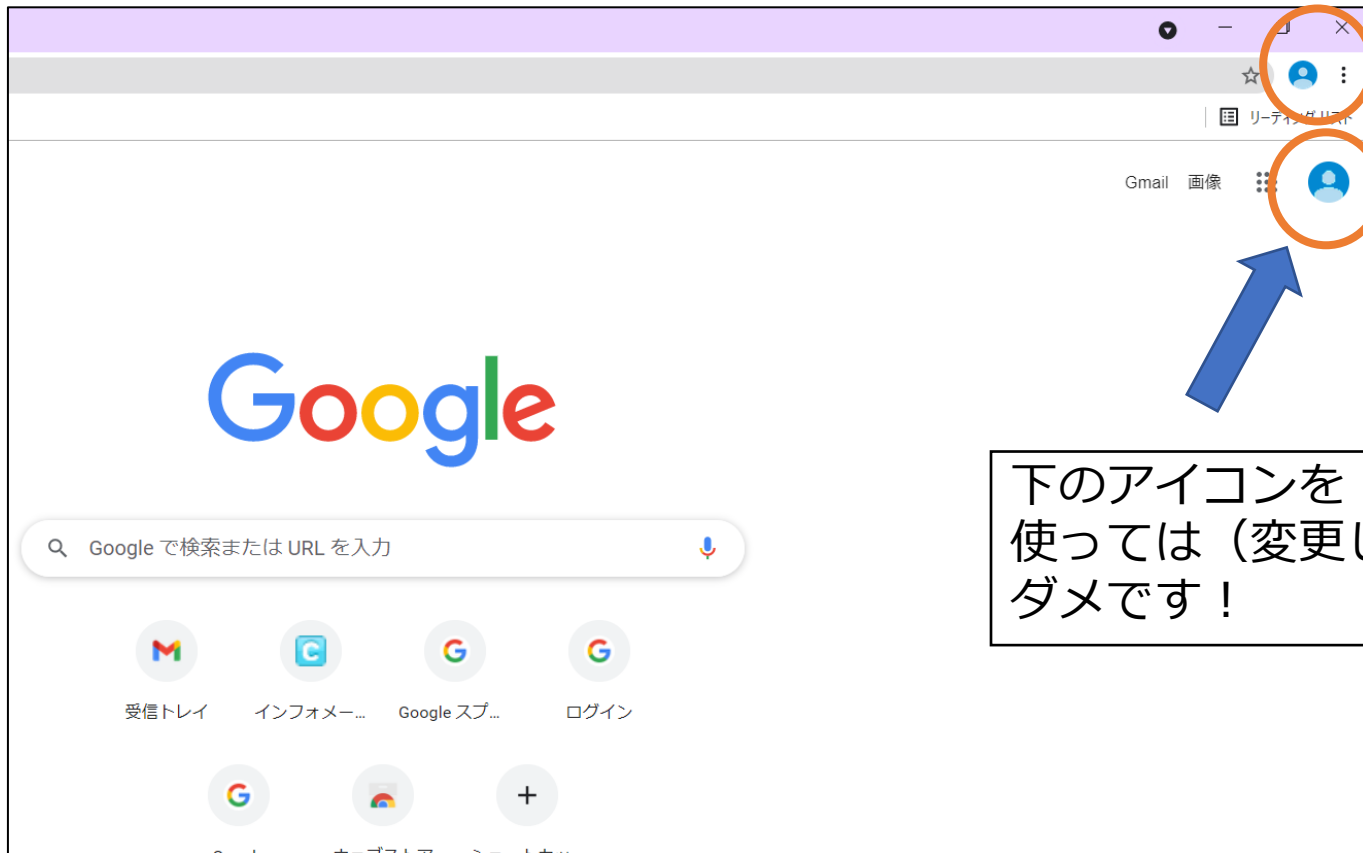 リーディング リスト
Gmail 画像
Google
Google で検索または URL を入力
下のアイコンを
使っては（変更し
ダメです！
受信トレイ インフォメー... Google スプ... ログイン